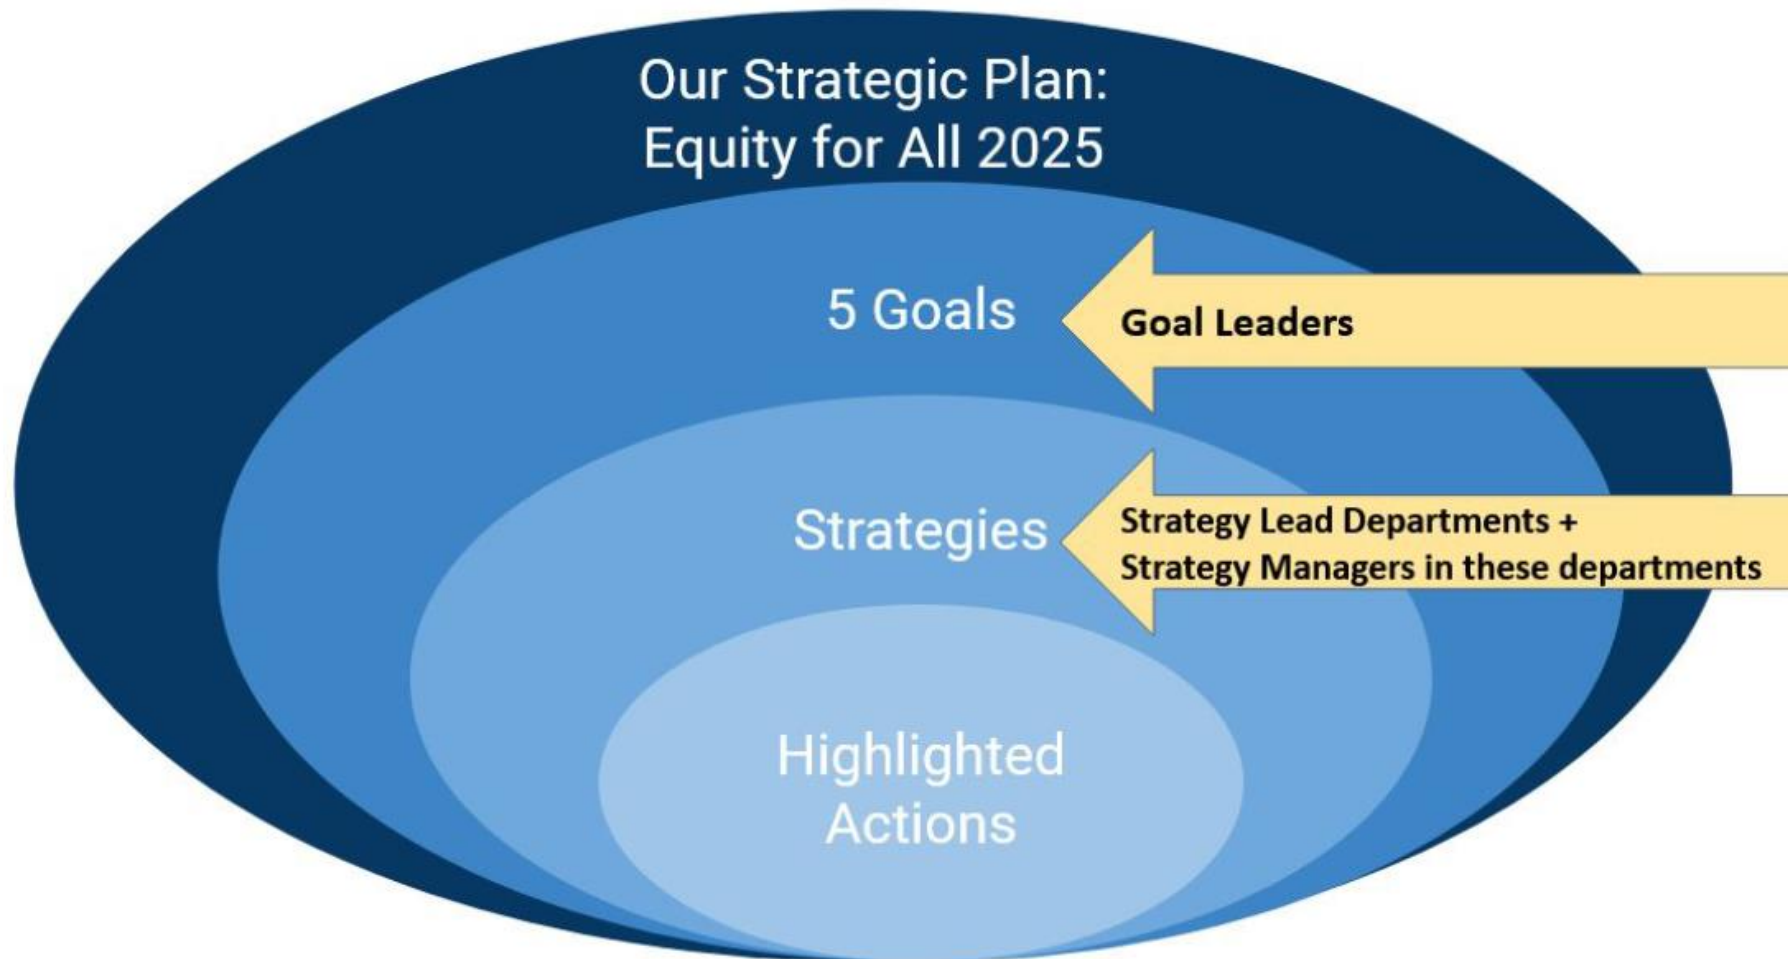 Our Strategic Plan:
Equity for All 2025
5 Goals
Goal Leaders
Strategies
Strategy Lead Departments +
Strategy Managers in these departments
Highlighted
Actions